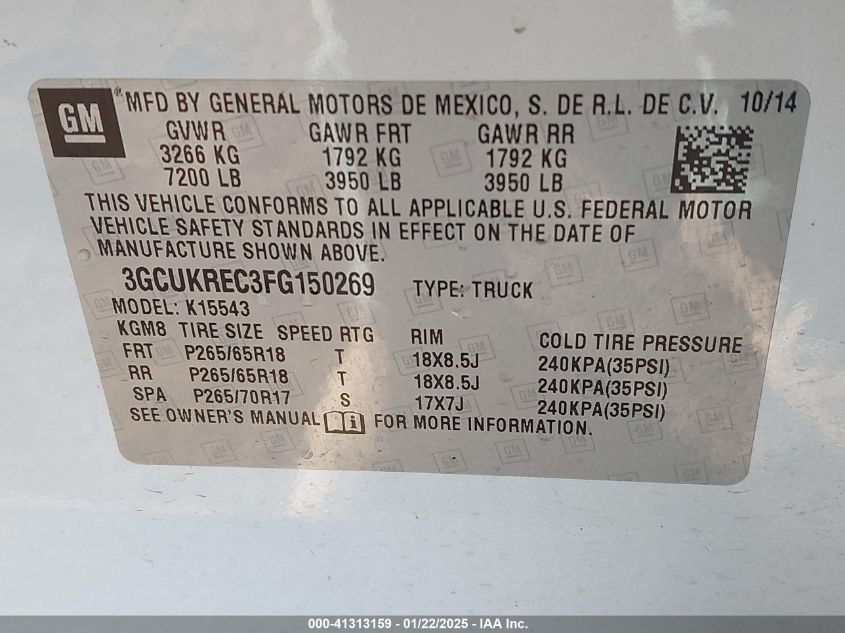 GM ® MFD BY GENERAL MOTORS DE MEXICO, S. DE R.L. DE C.V. 10/14
GVWR GAWR FRT GAWR RR
3266 KG 1792 KG 1792 KG
7200 LB 3950 LB 3950 LB
THIS VEHICLE CONFORMS TO ALL APPLICABLE U.S. FEDERAL MOTOR
VEHICLE SAFETY STANDARDS IN EFFECT ON THE DATE OF
MANUFACTURE SHOWN ABOVE.
3GCUKREC3FG150269 TYPE: TRUCK
MODEL: K15543
KGM8 TIRE SIZE SPEED RTG RIM COLD TIRE PRESSURE
FRT P265/65R18 T 18X8.5J 240KPA(35PSI)
RR P265/65R18 T 18X8.5J 240KPA(35PSI)
SPA P265/70R17 S 17X7J 240KPA(35PSI)
SEE OWNER'S MANUAL i FOR MORE INFORMATION.
000-41313159 - 01/22/2025 - IAA Inc.